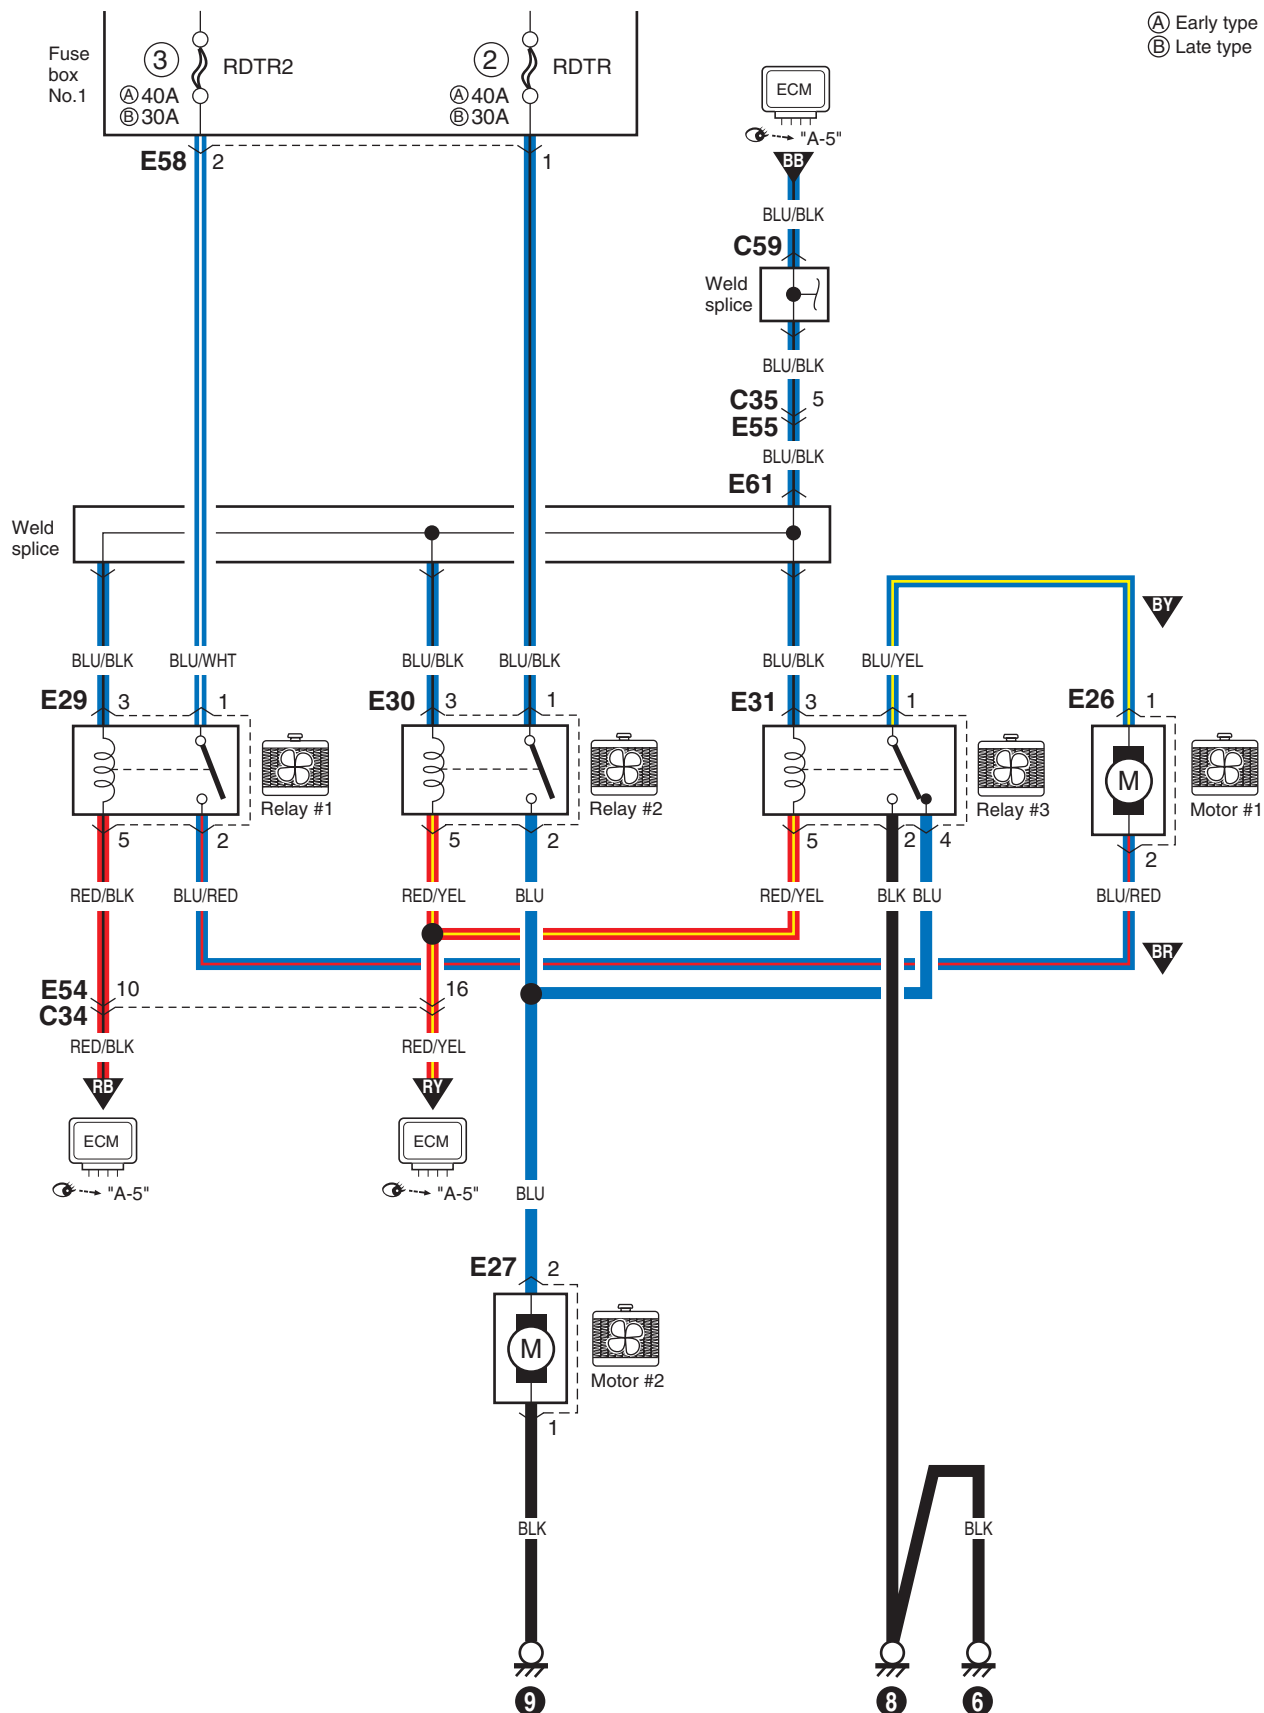 Ⓐ Early type
Ⓑ Late type
Fuse
box
No.1
3
RDTR2
Ⓐ 40A
Ⓑ 30A
2
RDTR
Ⓐ 40A
Ⓑ 30A
ECM
"A-5"
BB
E58 2
1
BLU/BLK
C59
Weld
splice
BLU/BLK
C35 5
E55
BLU/BLK
E61
Weld
splice
BY
BLU/BLK BLU/WHT BLU/BLK BLU/BLK BLU/BLK BLU/YEL
E29 3 1
E30 3 1
E31 3 1
E26 1
Relay #1
Relay #2
Relay #3
M
Motor #1
5 2
5 2
5 2 4
2
RED/BLK BLU/RED RED/YEL BLU RED/YEL BLK BLU BLU/RED
BR
E54 10
C34
16
RED/BLK RED/YEL
RB
RY
ECM
ECM
"A-5"
"A-5"
BLU
E27 2
M
Motor #2
1
BLK
BLK
9
8
6